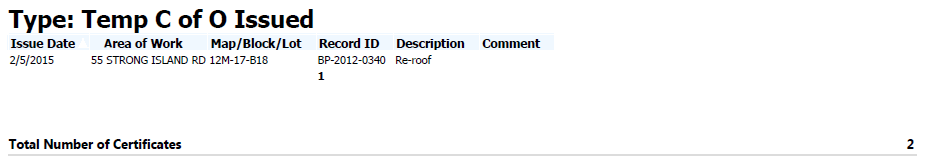 Type: Temp C of O Issued
Issue Date Area of Work Map/Block/Lot Record ID Description Comment
2/5/2015 55 STRONG ISLAND RD 12M-17-B18 BP-2012-0340 Re-roof
1
Total Number of Certificates 2